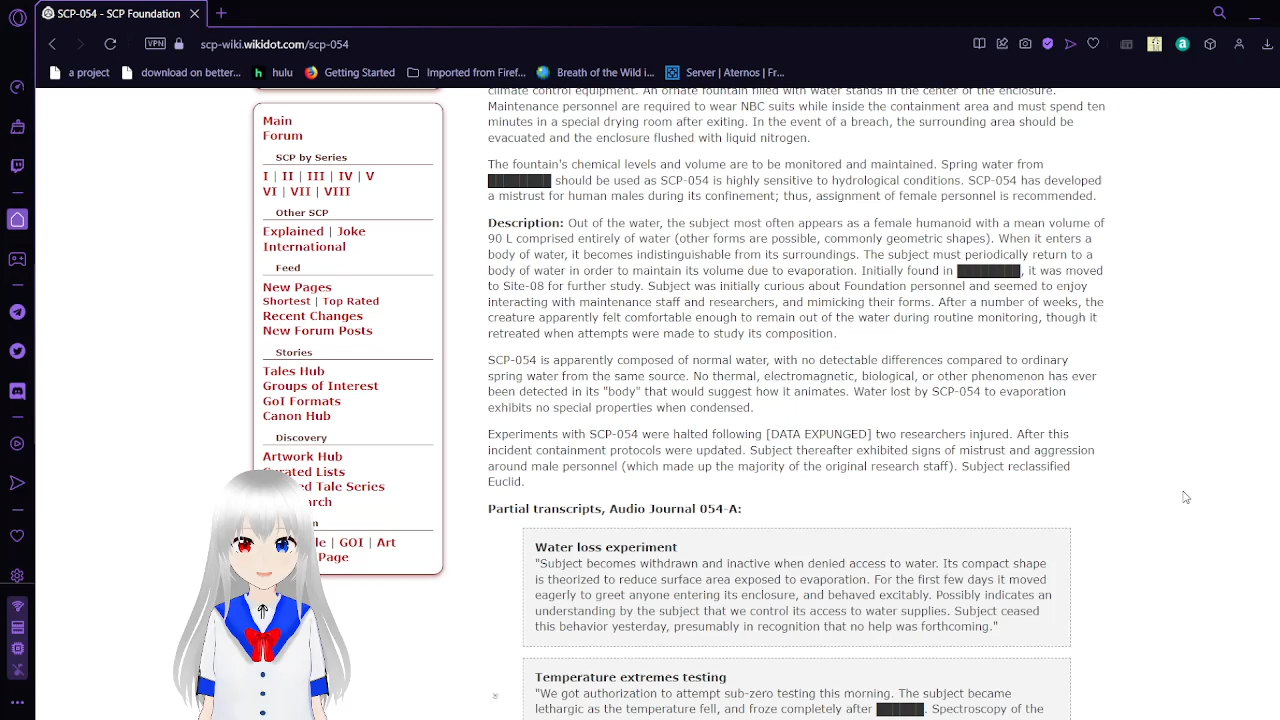 SCP-054 - SCP Foundation
VPN
scp-wiki.wikidot.com/scp-054
a project
download on better...
hulu
Getting Started
Imported from Firef...
Breath of the Wild i...
Server | Aternos | Fr...
Main
Forum
SCP by Series
I | II | III | IV | V
VI | VII | VIII
Other SCP
Explained | Joke
International
Feed
New Pages
Shortest | Top Rated
Recent Changes
New Forum Posts
Stories
Tales Hub
Groups of Interest
GoI Formats
Canon Hub
Discovery
Artwork Hub
urated Lists
ed Tale Series
rch
le | GOI | Art
Page
climate control equipment. An ornate fountain filled with water stands in the center of the enclosure.
Maintenance personnel are required to wear NBC suits while inside the containment area and must spend ten
minutes in a special drying room after exiting. In the event of a breach, the surrounding area should be
evacuated and the enclosure flushed with liquid nitrogen.
The fountain's chemical levels and volume are to be monitored and maintained. Spring water from
████████ should be used as SCP-054 is highly sensitive to hydrological conditions. SCP-054 has developed
a mistrust for human males during its confinement; thus, assignment of female personnel is recommended.
Description: Out of the water, the subject most often appears as a female humanoid with a mean volume of
90 L comprised entirely of water (other forms are possible, commonly geometric shapes). When it enters a
body of water, it becomes indistinguishable from its surroundings. The subject must periodically return to a
body of water in order to maintain its volume due to evaporation. Initially found in ████████, it was moved
to Site-08 for further study. Subject was initially curious about Foundation personnel and seemed to enjoy
interacting with maintenance staff and researchers, and mimicking their forms. After a number of weeks, the
creature apparently felt comfortable enough to remain out of the water during routine monitoring, though it
retreated when attempts were made to study its composition.
SCP-054 is apparently composed of normal water, with no detectable differences compared to ordinary
spring water from the same source. No thermal, electromagnetic, biological, or other phenomenon has ever
been detected in its "body" that would suggest how it animates. Water lost by SCP-054 to evaporation
exhibits no special properties when condensed.
Experiments with SCP-054 were halted following [DATA EXPUNGED] two researchers injured. After this
incident containment protocols were updated. Subject thereafter exhibited signs of mistrust and aggression
around male personnel (which made up the majority of the original research staff). Subject reclassified
Euclid.
Partial transcripts, Audio Journal 054-A:
Water loss experiment
"Subject becomes withdrawn and inactive when denied access to water. Its compact shape
is theorized to reduce surface area exposed to evaporation. For the first few days it moved
eagerly to greet anyone entering its enclosure, and behaved excitably. Possibly indicates an
understanding by the subject that we control its access to water supplies. Subject ceased
this behavior yesterday, presumably in recognition that no help was forthcoming."
Temperature extremes testing
"We got authorization to attempt sub-zero testing this morning. The subject became
lethargic as the temperature fell, and froze completely after ██████. Spectroscopy of the